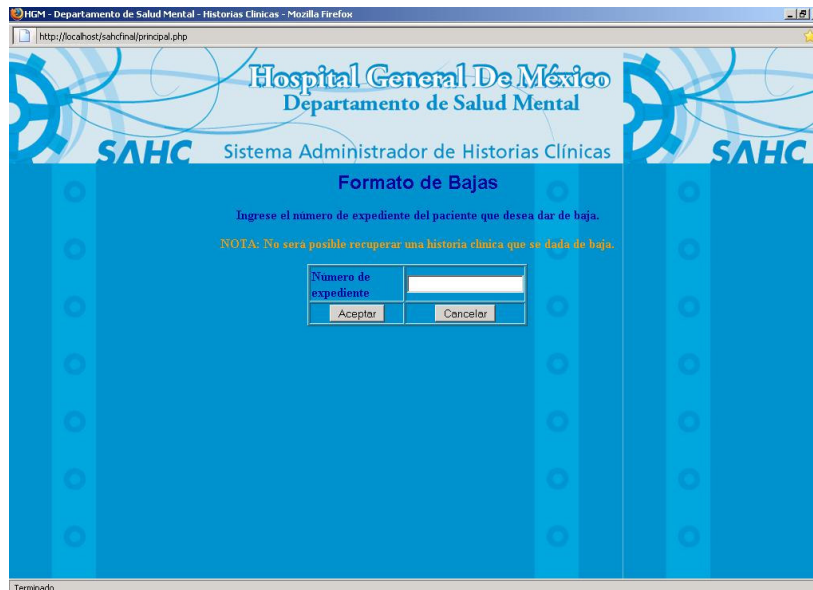 HGM - Departamento de Salud Mental - Historias Clinicas - Mozilla Firefox
http://localhost/sahcfinal/principal.php
Hospital General De México
Departamento de Salud Mental
SAHC
Sistema Administrador de Historias Clínicas
SAHC
Formato de Bajas
Ingrese el número de expediente del paciente que desea dar de baja.
NOTA: No será posible recuperar una historia clínica que se dada de baja.
Número de
expediente
Aceptar
Cancelar
Terminado